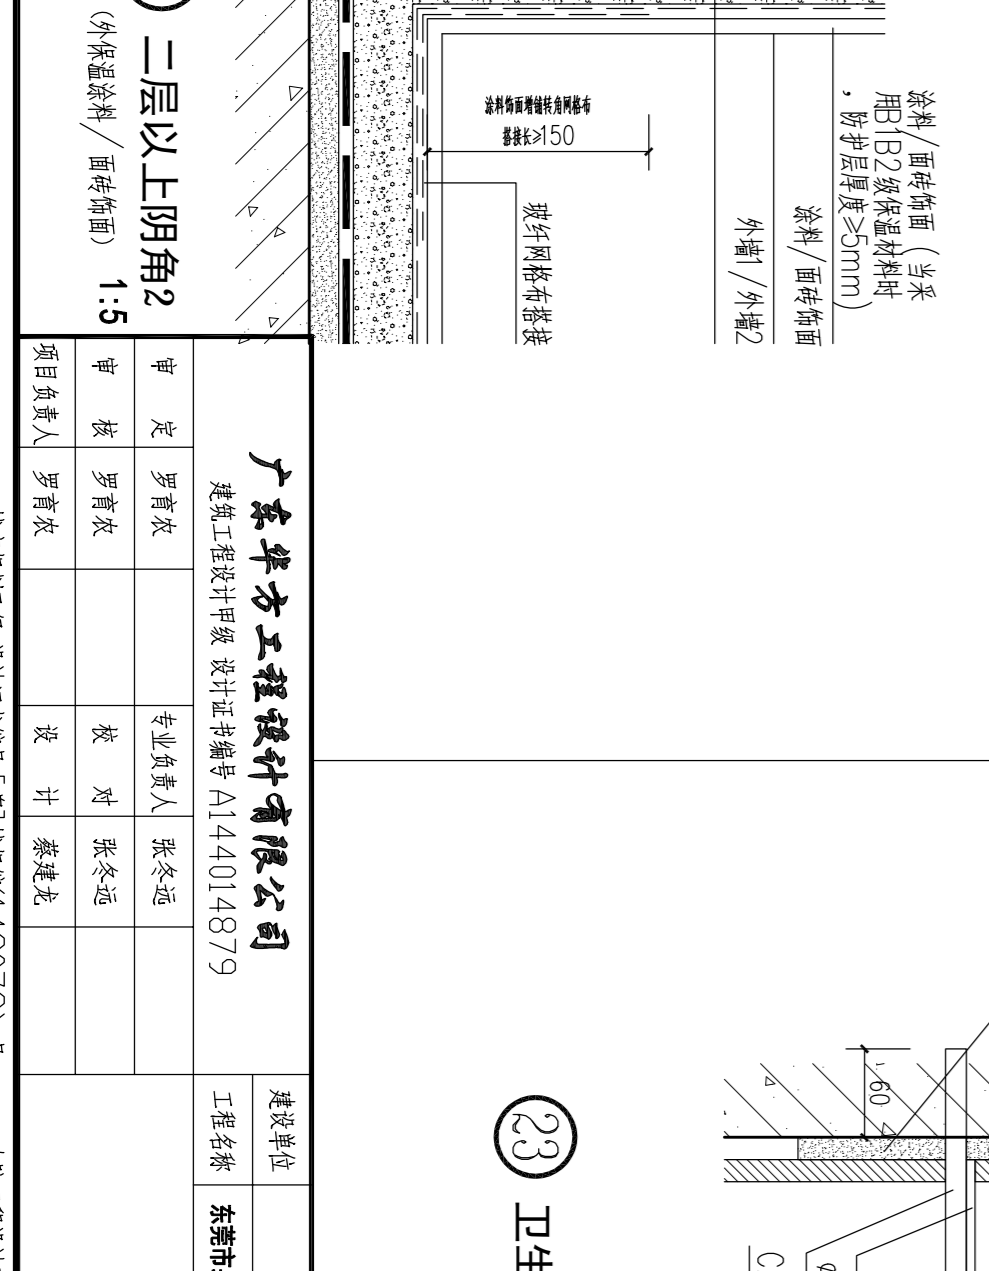 涂料/面砖饰面（当采
用B1B2级保温材料时
，防护层厚度≥5mm）
涂料/面砖饰面
外墙1/外墙2
玻纤网格布搭接
涂料饰面增铺转角网格布
搭接长≥150
二层以上阴角2
(外保温涂料/面砖饰面)
1:5
60
23
卫生
C
广东华方工程设计有限公司
建筑工程设计甲级 设计证书编号 A144014879
审 定 罗育农 专业负责人 张冬远
审 核 罗育农 校 对 张冬远
项目负责人 罗育农 设 计 蔡建龙
建设单位
工程名称 东莞市